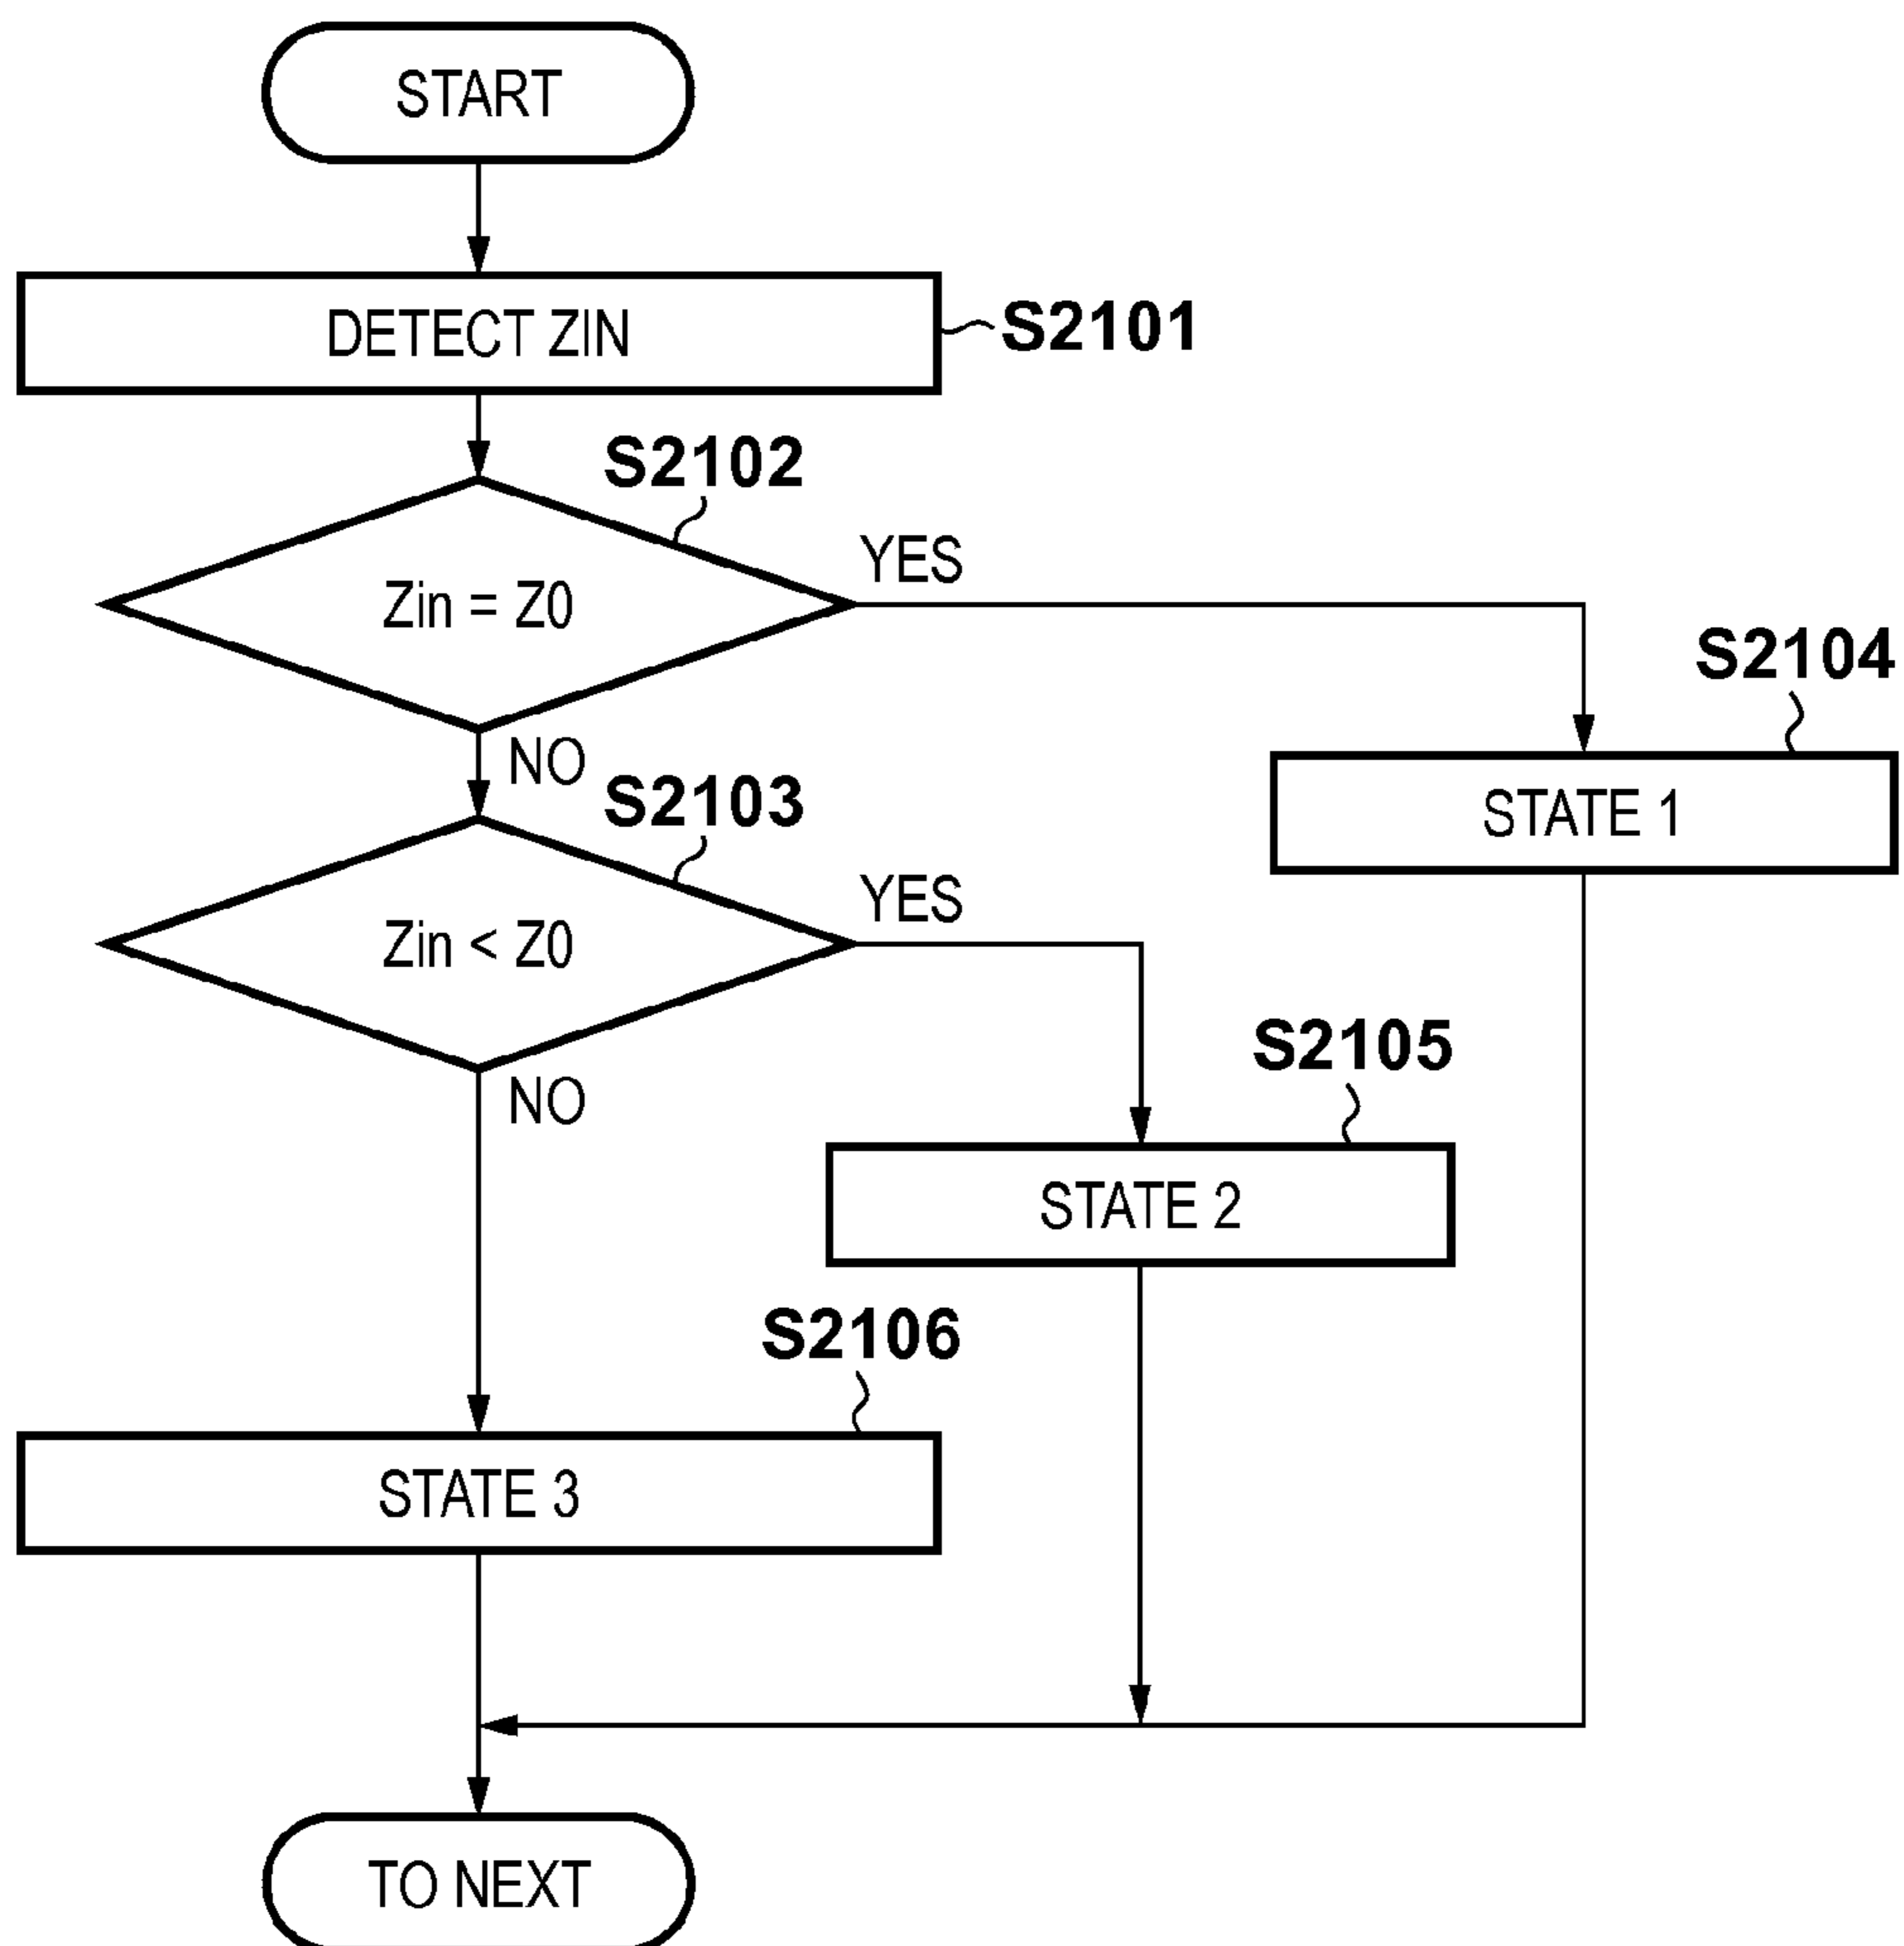 START
DETECT ZIN
S2101
S2102
Zin = Z0
YES
S2104
NO
STATE 1
S2103
Zin < Z0
YES
S2105
NO
STATE 2
S2106
STATE 3
TO NEXT